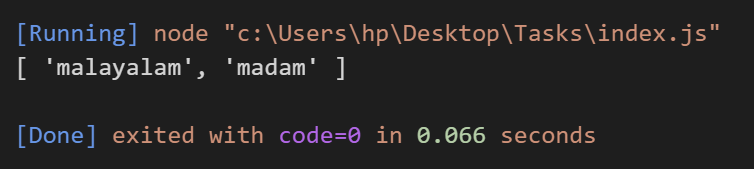 [Running] node "c:\Users\hp\Desktop\Tasks\index.js"
[ 'malayalam', 'madam' ]
[Done] exited with code=0 in 0.066 seconds